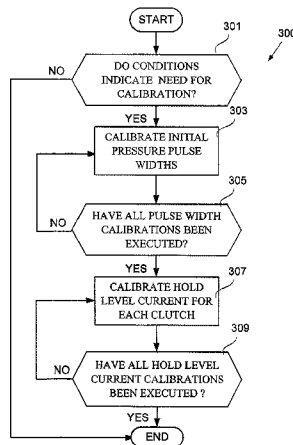 START
301
300
DO CONDITIONS
INDICATE NEED FOR
CALIBRATION?
NO
YES
303
CALIBRATE INITIAL
PRESSURE PULSE
WIDTHS
305
HAVE ALL PULSE WIDTH
CALIBRATIONS BEEN
EXECUTED?
NO
YES
307
CALIBRATE HOLD
LEVEL CURRENT FOR
EACH CLUTCH
309
HAVE ALL HOLD LEVEL
CURRENT CALIBRATIONS
BEEN EXECUTED ?
NO
YES
END